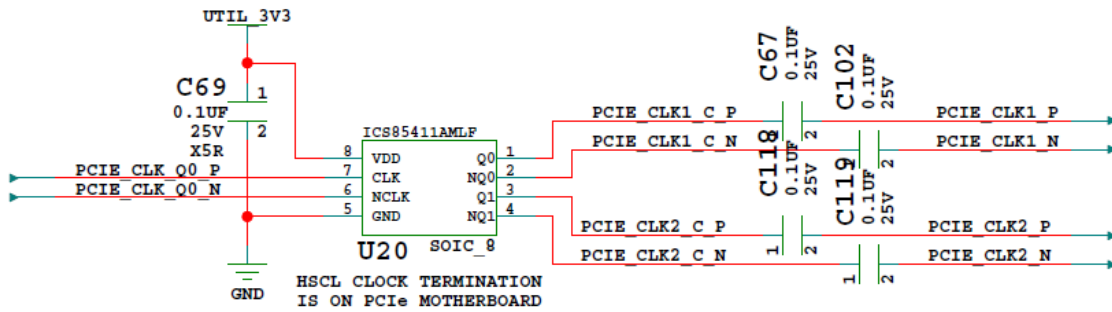 UTIL_3V3
C69
1
0.1UF
25V
2
X5R
ICS85411AMLF
8 VDD
7 CLK
6 NCLK
5 GND
Q0 1
NQ0 2
Q1 3
NQ1 4
U20
SOIC_8
PCIE_CLK_Q0_P
PCIE_CLK_Q0_N
GND
HSCL CLOCK TERMINATION
IS ON PCIe MOTHERBOARD
PCIE_CLK1_C_P
PCIE_CLK1_C_N
PCIE_CLK2_C_P
PCIE_CLK2_C_N
C67
0.1UF
25V
1
2
C102
0.1UF
25V
2
C118
0.1UF
25V
1
2
C119
0.1UF
25V
1
2
PCIE_CLK1_P
PCIE_CLK1_N
PCIE_CLK2_P
PCIE_CLK2_N